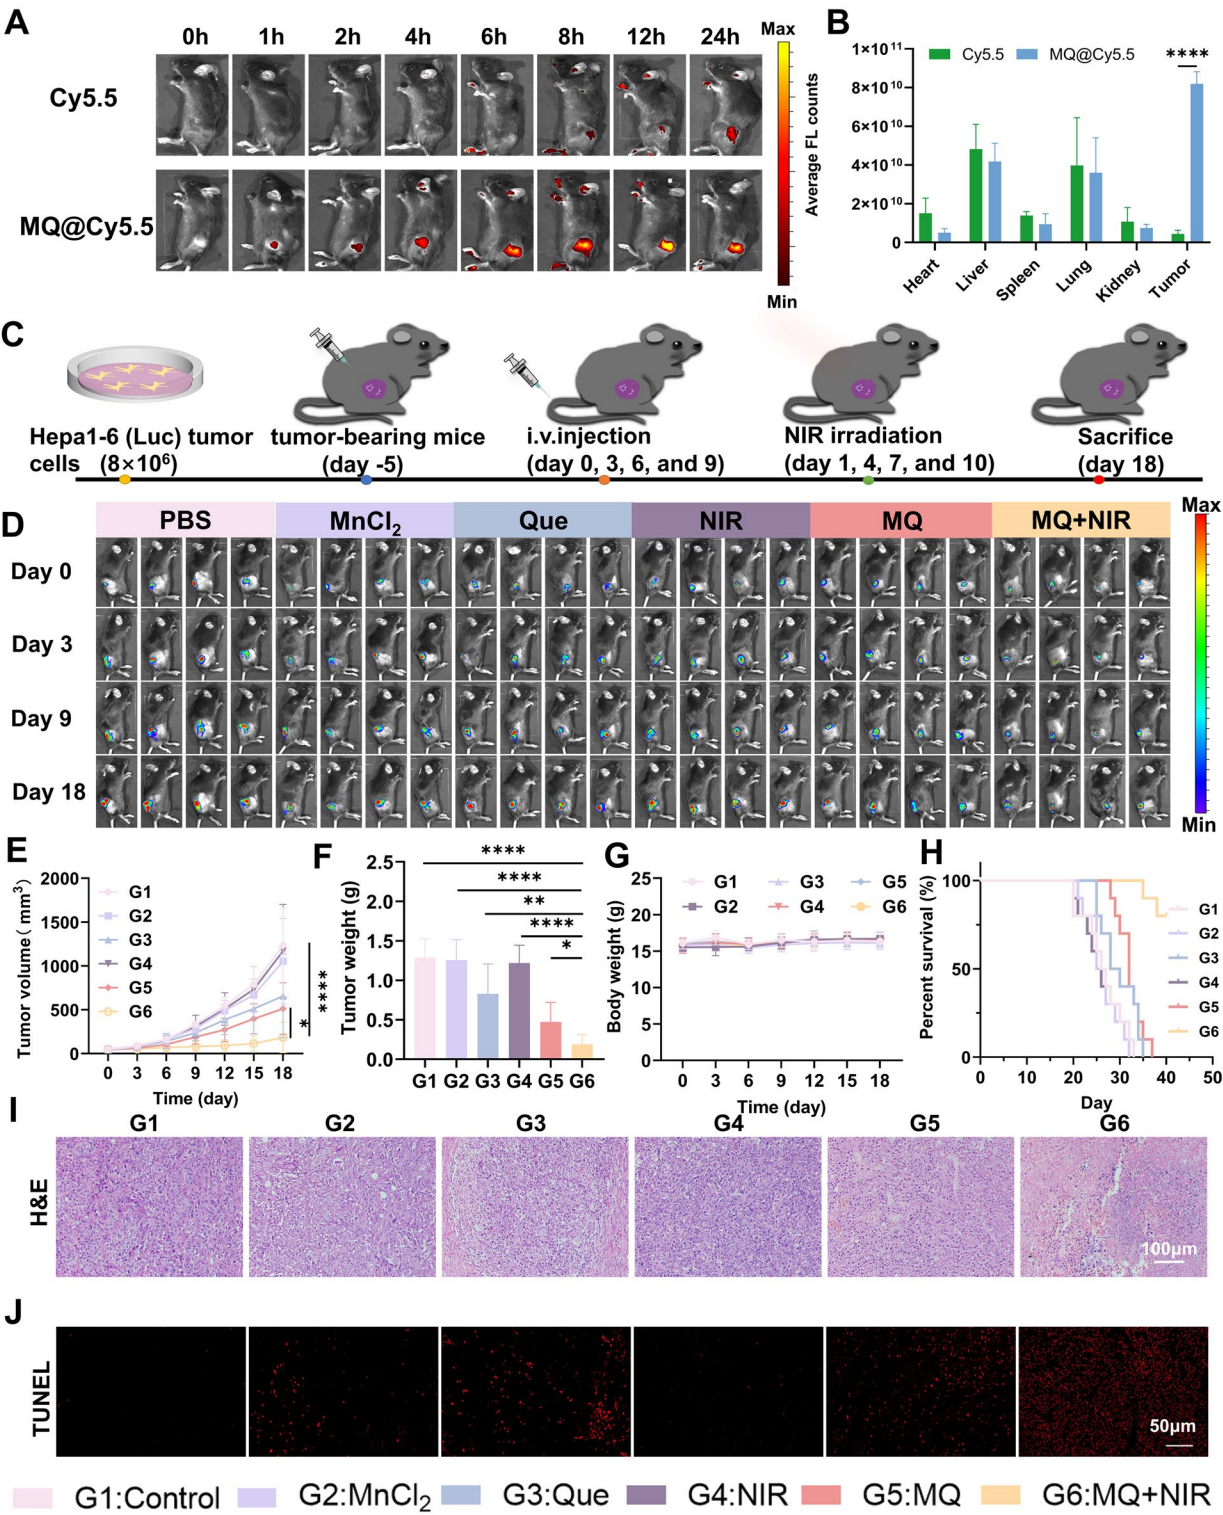 A
0h 1h 2h 4h 6h 8h 12h 24h
Cy5.5
MQ@Cy5.5
Max
Average FL counts
Min
B
Cy5.5 MQ@Cy5.5
****
1×10¹¹
8×10¹⁰
6×10¹⁰
4×10¹⁰
2×10¹⁰
0
Heart Liver Spleen Lung Kidney Tumor
C
Hepa1-6 (Luc) tumor
cells (8×10⁶)
tumor-bearing mice
(day -5)
i.v.injection
(day 0, 3, 6, and 9)
NIR irradiation
(day 1, 4, 7, and 10)
Sacrifice
(day 18)
D
PBS MnCl₂ Que NIR MQ MQ+NIR
Day 0
Day 3
Day 9
Day 18
Max
Min
E
Tumor volume( mm³)
2000
1500
1000
500
0
G1
G2
G3
G4
G5
G6
*
****
0 3 6 9 12 15 18
Time (day)
F
Tumor weight (g)
2.5
2.0
1.5
1.0
0.5
0.0
****
****
**
****
*
G1 G2 G3 G4 G5 G6
G
Body weight (g)
25
20
15
10
5
0
G1 G3 G5
G2 G4 G6
0 3 6 9 12 15 18
Time (day)
H
Percent survival (%)
100
50
0
G1
G2
G3
G4
G5
G6
0 10 20 30 40 50
Day
I
G1 G2 G3 G4 G5 G6
H&E
100μm
J
TUNEL
50μm
G1:Control G2:MnCl₂ G3:Que G4:NIR G5:MQ G6:MQ+NIR